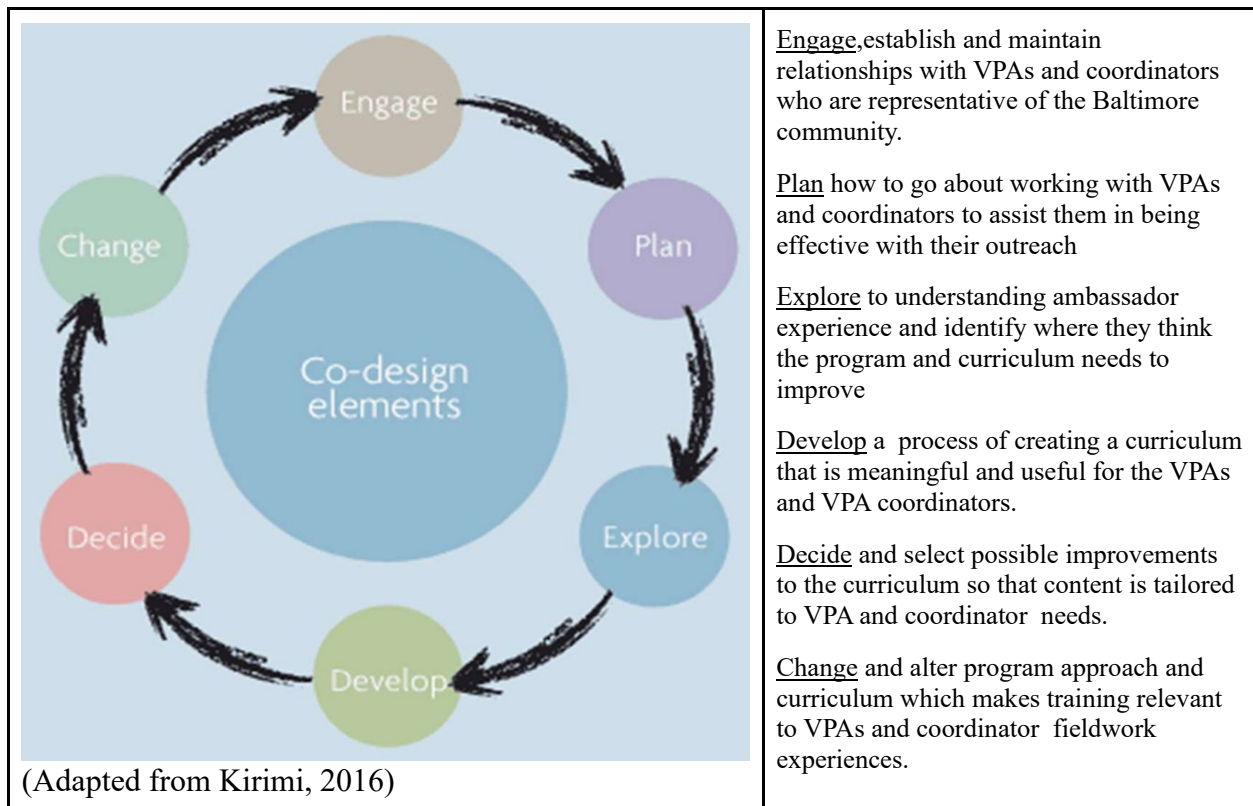 Engage
Plan
Explore
Develop
Decide
Change
Co-design
elements
(Adapted from Kirimi, 2016)
Engage,establish and maintain
relationships with VPAs and coordinators
who are representative of the Baltimore
community.
Plan how to go about working with VPAs
and coordinators to assist them in being
effective with their outreach
Explore to understanding ambassador
experience and identify where they think
the program and curriculum needs to
improve
Develop a  process of creating a curriculum
that is meaningful and useful for the VPAs
and VPA coordinators.
Decide and select possible improvements
to the curriculum so that content is tailored
to VPA and coordinator  needs.
Change and alter program approach and
curriculum which makes training relevant
to VPAs and coordinator  fieldwork
experiences.